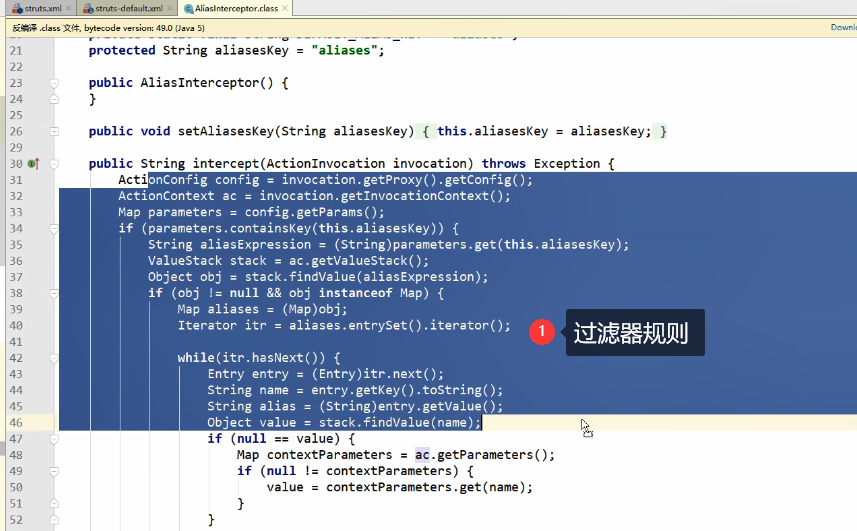 struts.xml
struts-default.xml
AliasInterceptor.class
反编译 .class 文件, bytecode version: 49.0 (Java 5)
Downlo
21 protected String aliasesKey = "aliases";
22
23 public AliasInterceptor() {
24 }
25
26 public void setAliasesKey(String aliasesKey) { this.aliasesKey = aliasesKey; }
29
30 public String intercept(ActionInvocation invocation) throws Exception {
31 ActionConfig config = invocation.getProxy().getConfig();
32 ActionContext ac = invocation.getInvocationContext();
33 Map parameters = config.getParams();
34 if (parameters.containsKey(this.aliasesKey)) {
35 String aliasExpression = (String)parameters.get(this.aliasesKey);
36 ValueStack stack = ac.getValueStack();
37 Object obj = stack.findValue(aliasExpression);
38 if (obj != null && obj instanceof Map) {
39 Map aliases = (Map)obj;
40 Iterator itr = aliases.entrySet().iterator();
1 过滤器规则
41
42 while(itr.hasNext()) {
43 Entry entry = (Entry)itr.next();
44 String name = entry.getKey().toString();
45 String alias = (String)entry.getValue();
46 Object value = stack.findValue(name);
47 if (null == value) {
48 Map contextParameters = ac.getParameters();
49 if (null != contextParameters) {
50 value = contextParameters.get(name);
51 }
52 }